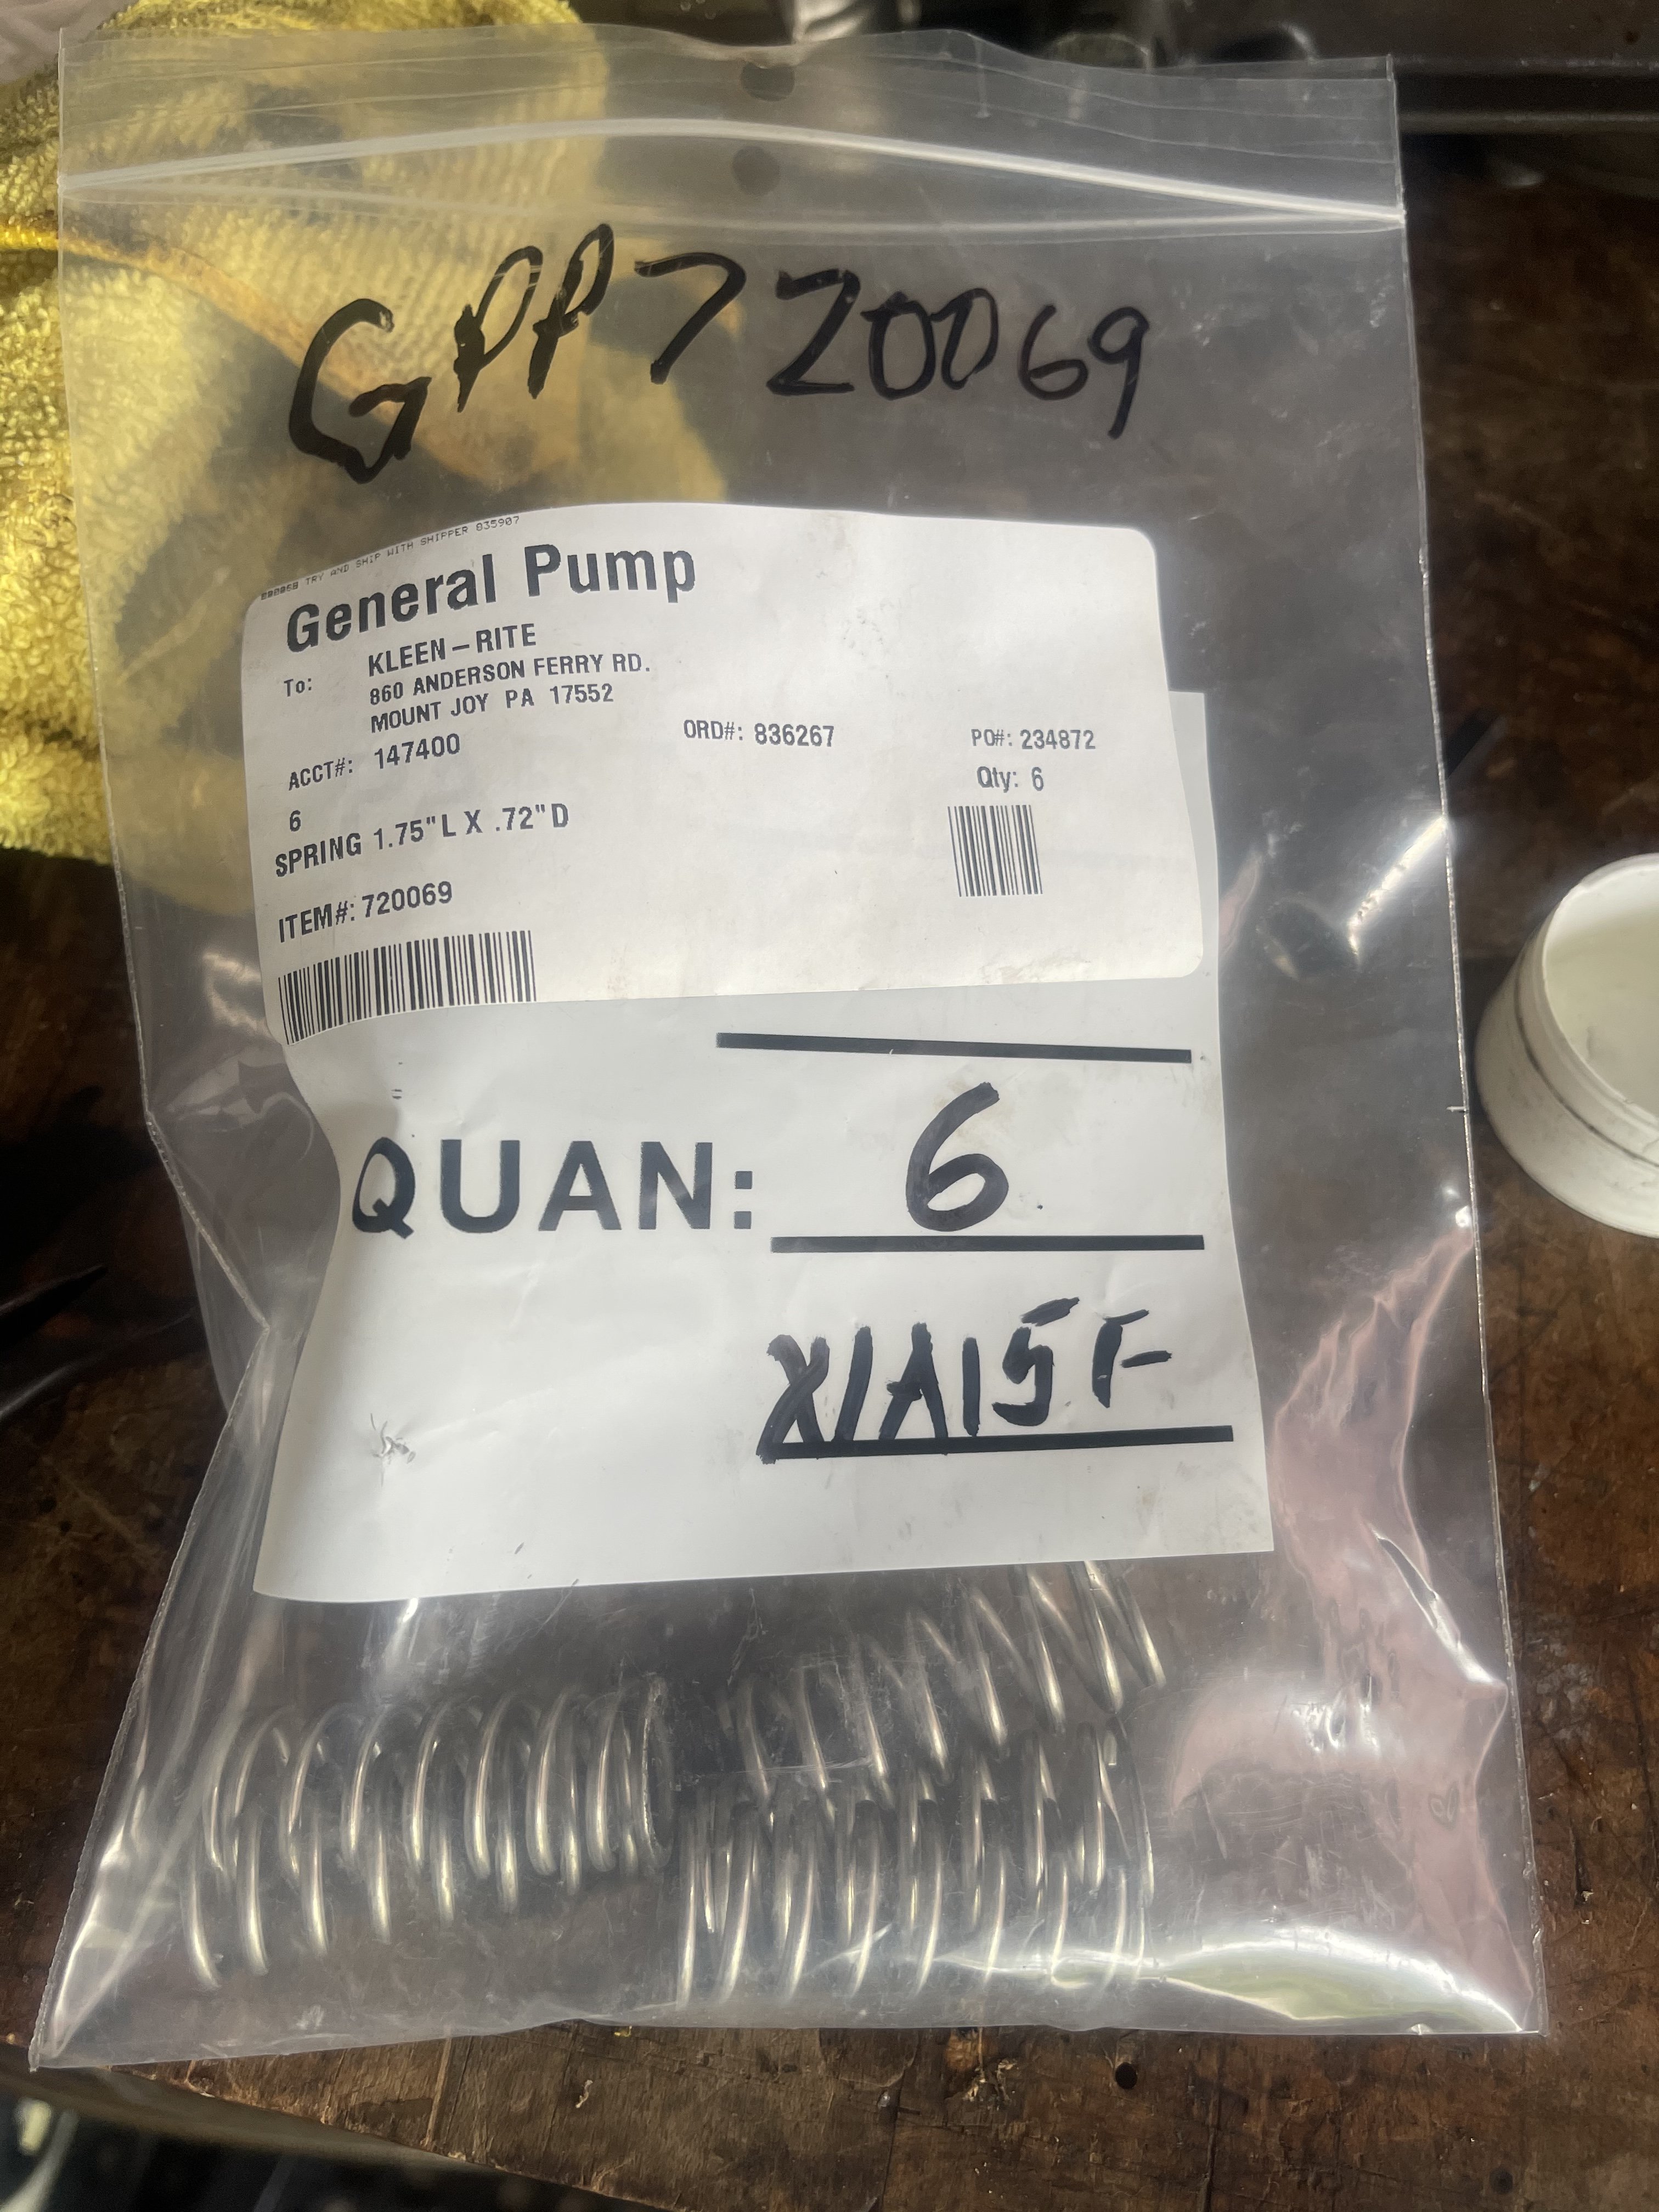 GPP720069
TRY AND SHIP WITH SHIPPER 835907
General Pump
To: KLEEN-RITE
860 ANDERSON FERRY RD.
MOUNT JOY PA 17552
ACCT#: 147400 ORD#: 836267 PO#: 234872
Qty: 6
6
SPRING 1.75"L X .72"D
ITEM#: 720069
QUAN: 6
X1A15F